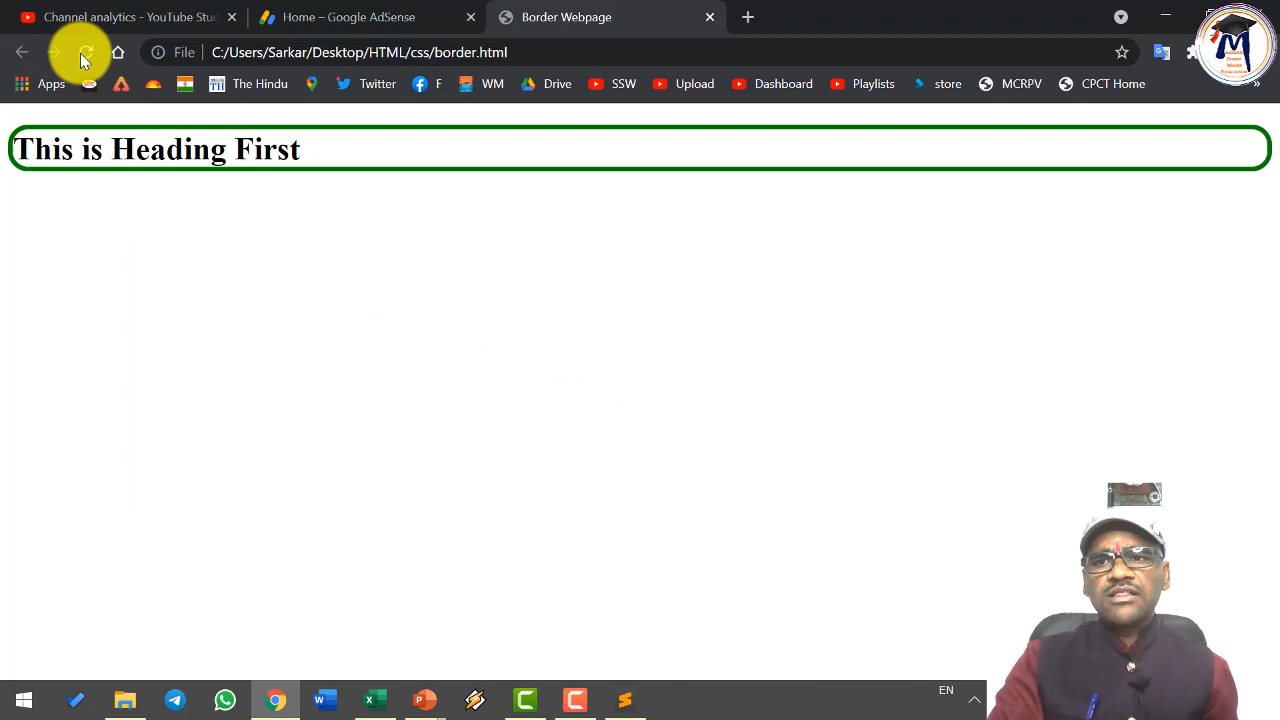 Channel analytics - YouTube Stud
Home – Google AdSense
Border Webpage
File
C:/Users/Sarkar/Desktop/HTML/css/border.html
Apps
TH
The Hindu
Twitter
F
WM
Drive
SSW
Upload
Dashboard
Playlists
store
MCRPV
CPCT Home
»
This is Heading First
EN